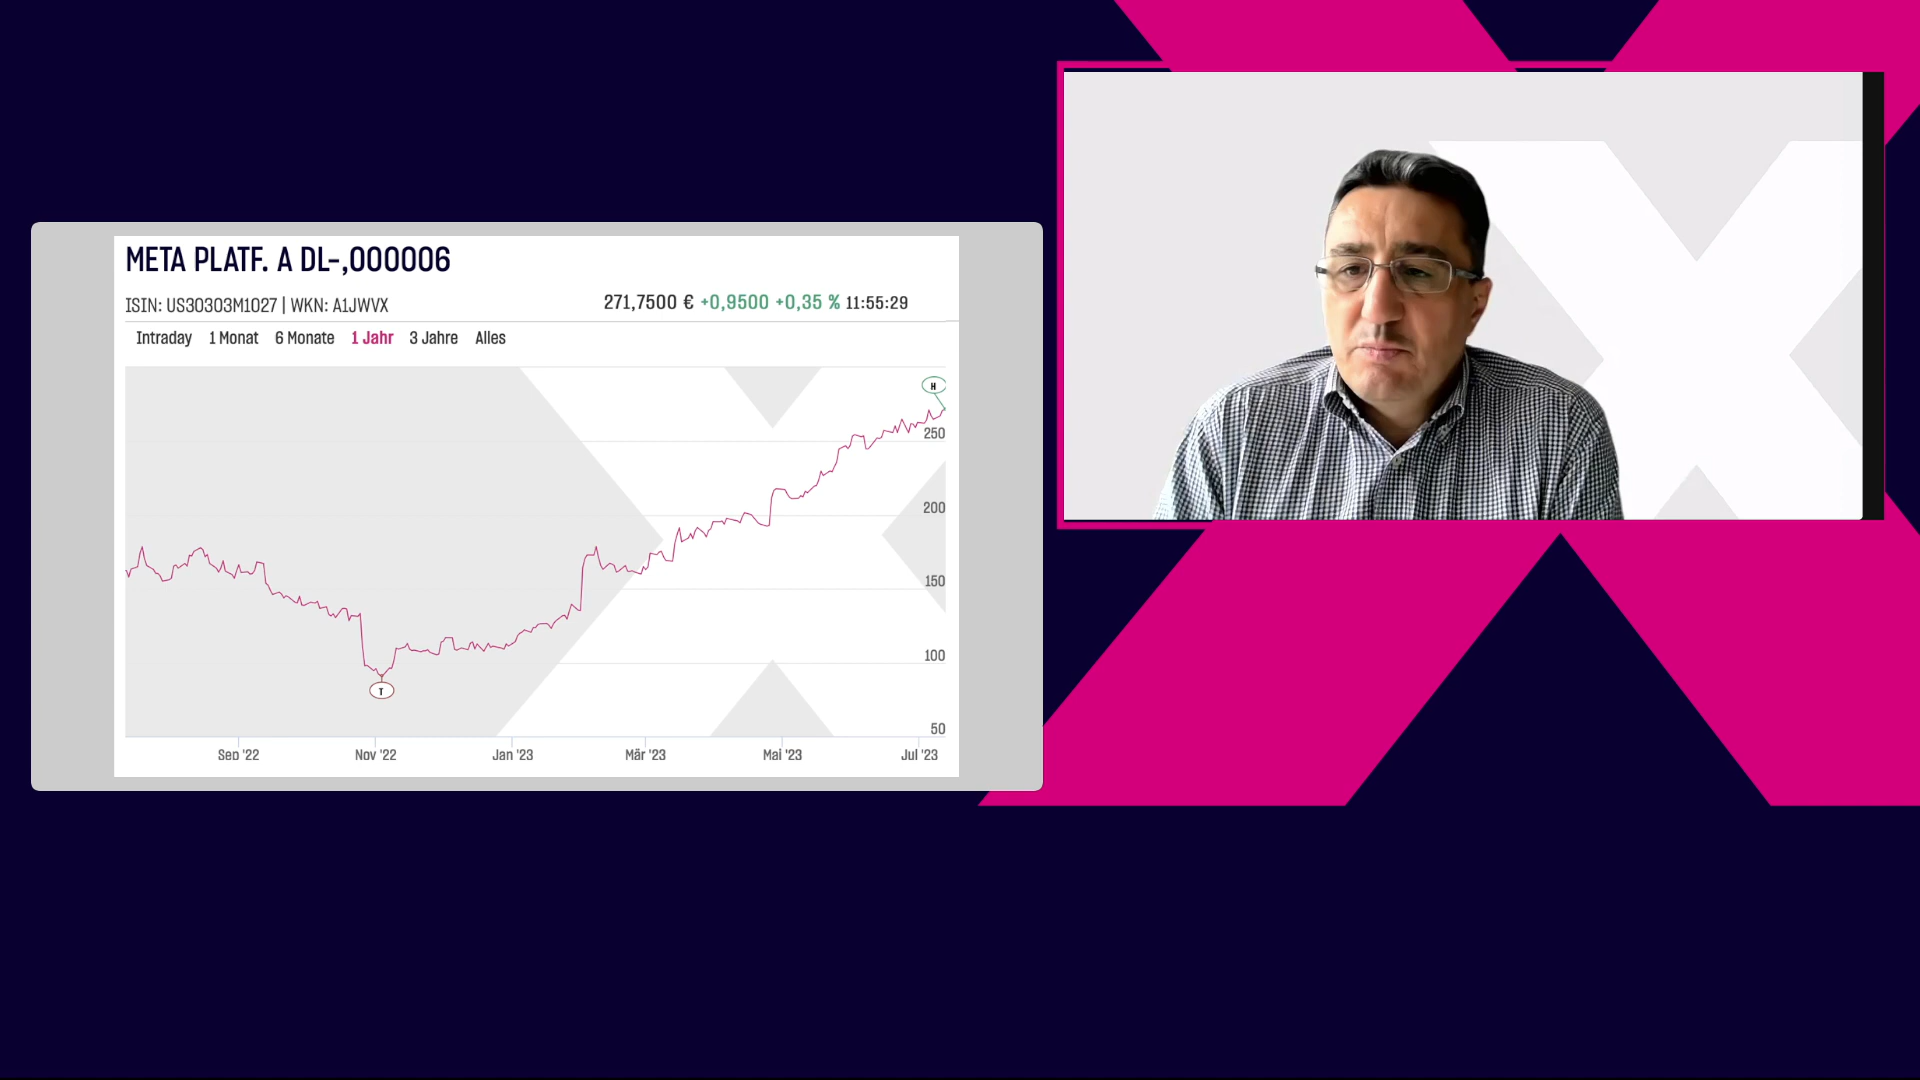 META PLATF. A DL-,000006
ISIN: US30303M1027 | WKN: A1JWVX
271,7500 € +0,9500 +0,35 % 11:55:29
Intraday 1 Monat 6 Monate 1 Jahr 3 Jahre Alles
H
250
200
150
100
T
50
Sep '22 Nov '22 Jan '23 Mär '23 Mai '23 Jul '23